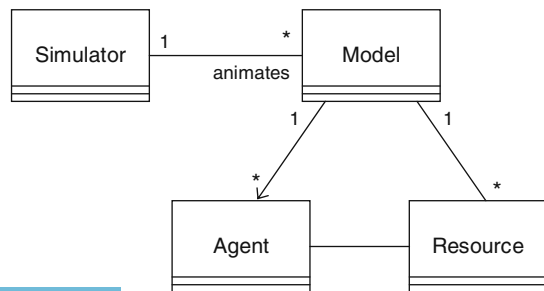 Simulator
1
*
animates
Model
1
1
*
*
Agent
Resource